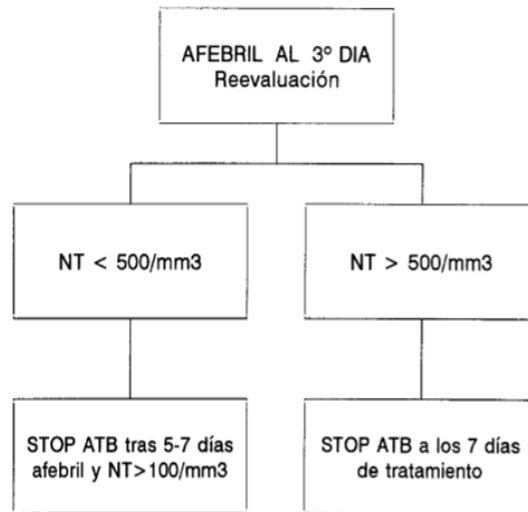 AFEBRIL AL 3º DIA
Reevaluación
NT < 500/mm3
NT > 500/mm3
STOP ATB tras 5-7 días
afebril y NT>100/mm3
STOP ATB a los 7 días
de tratamiento